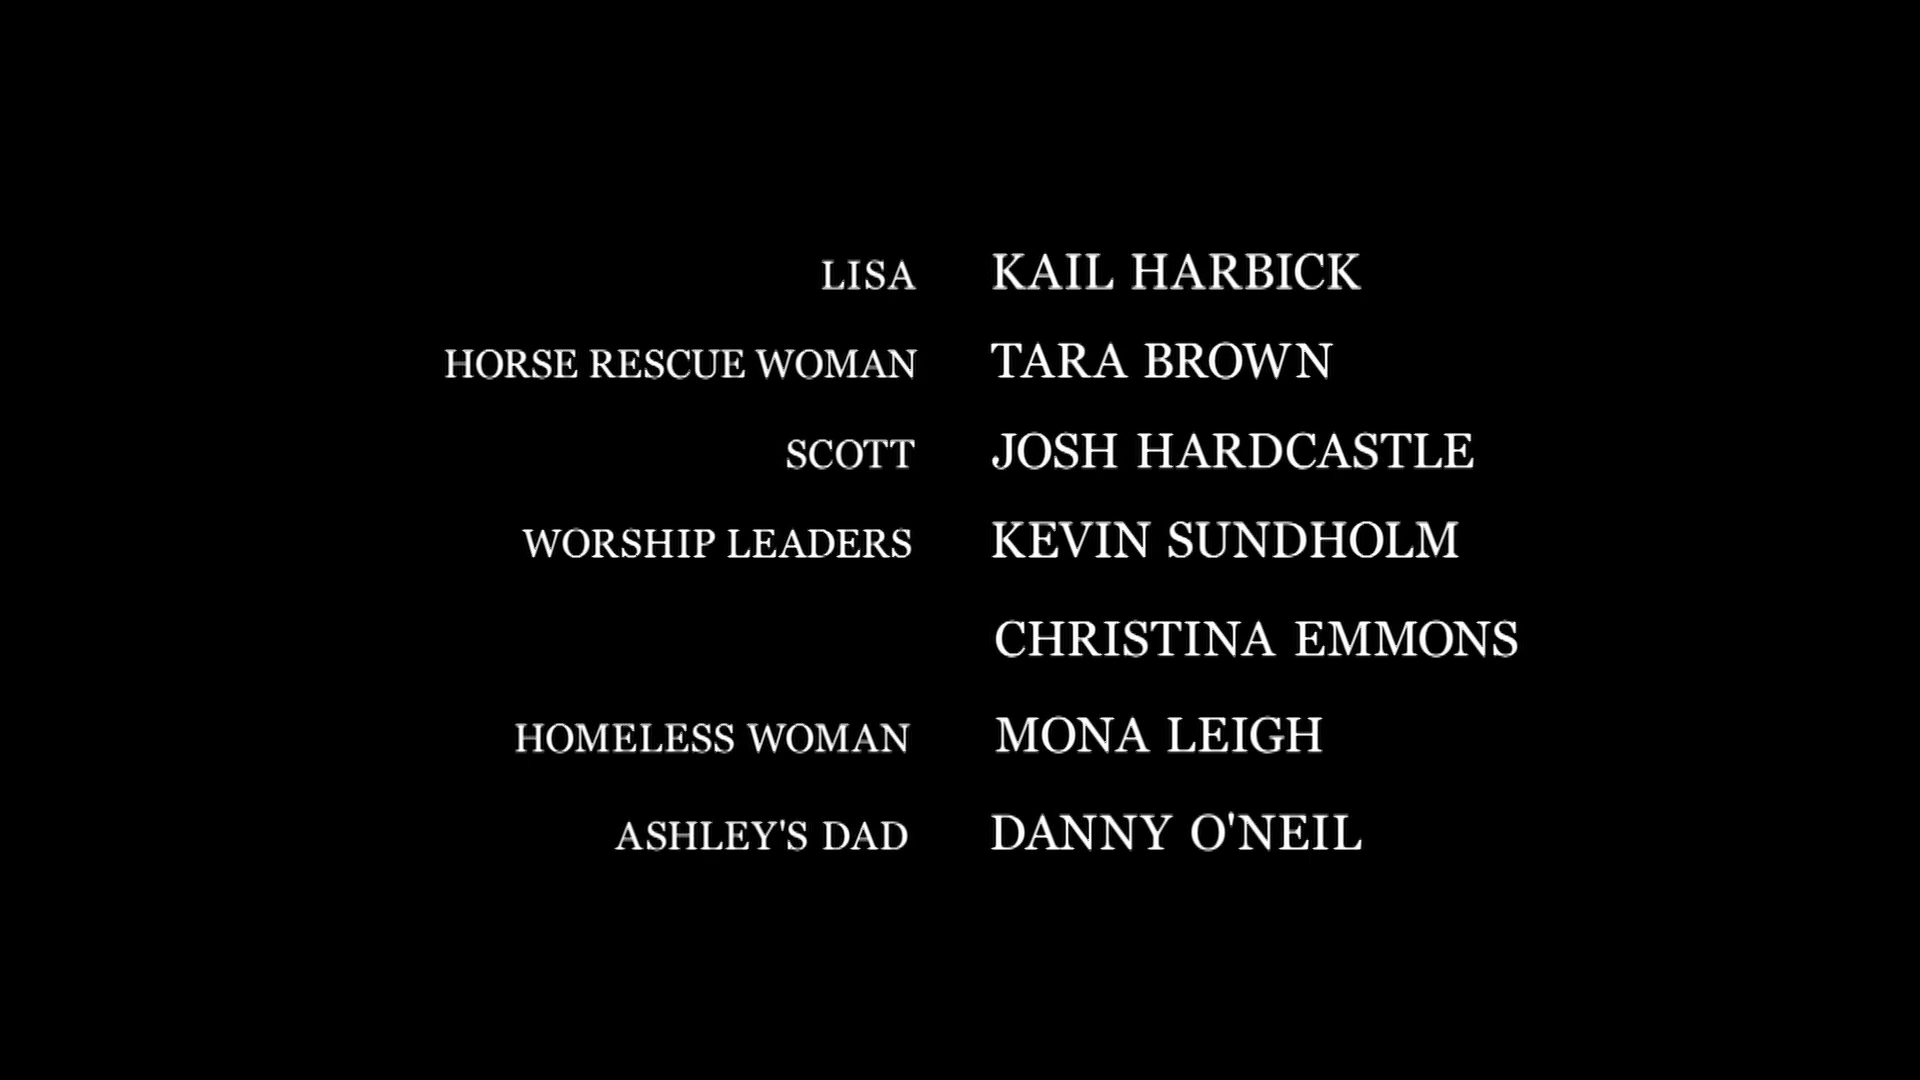 LISA KAIL HARBICK
HORSE RESCUE WOMAN TARA BROWN
SCOTT JOSH HARDCASTLE
WORSHIP LEADERS KEVIN SUNDHOLM
CHRISTINA EMMONS
HOMELESS WOMAN MONA LEIGH
ASHLEY'S DAD DANNY O'NEIL